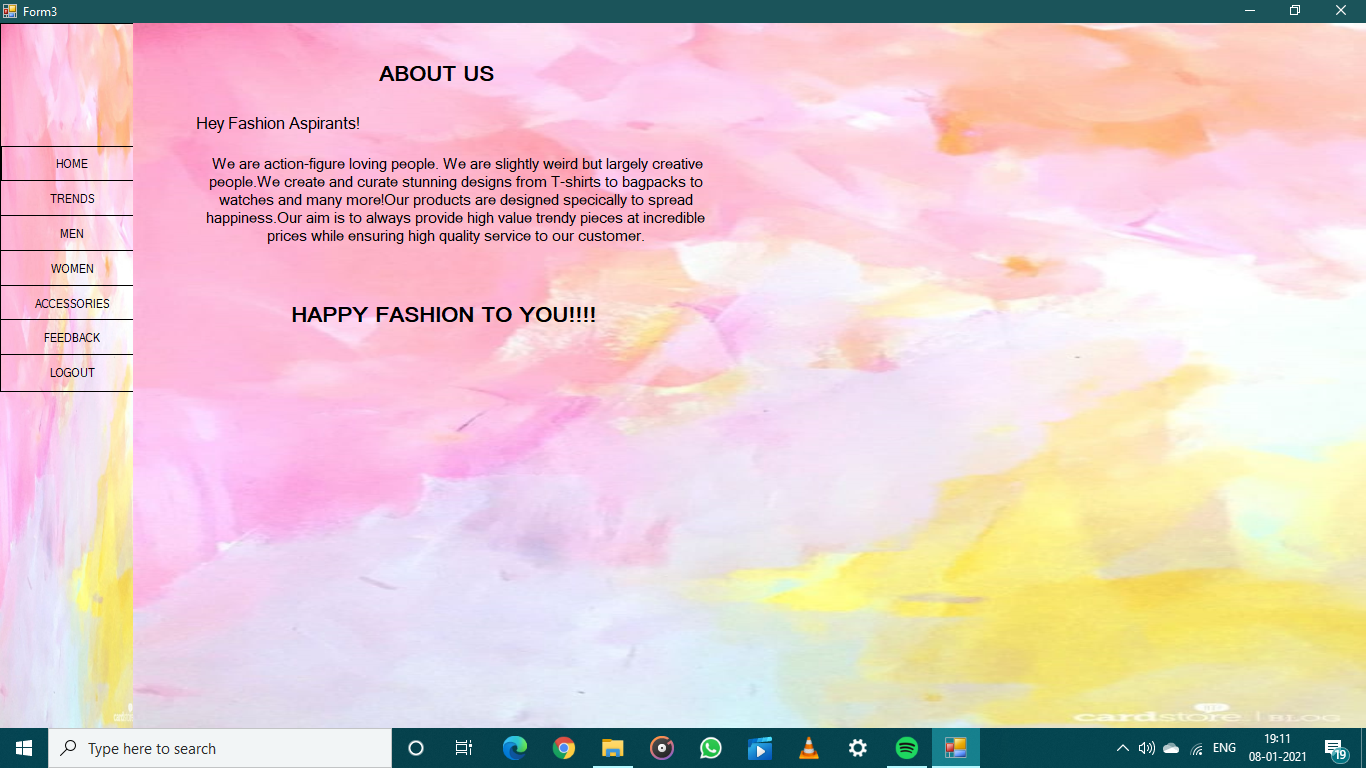 Form3
ABOUT US
Hey Fashion Aspirants!
HOME
TRENDS
MEN
WOMEN
ACCESSORIES
FEEDBACK
LOGOUT
We are action-figure loving people. We are slightly weird but largely creative
people.We create and curate stunning designs from T-shirts to bagpacks to
watches and many more!Our products are designed specically to spread
happiness.Our aim is to always provide high value trendy pieces at incredible
prices while ensuring high quality service to our customer.
HAPPY FASHION TO YOU!!!!
cardstore | BLOG
Type here to search
ENG
19:11
08-01-2021
19